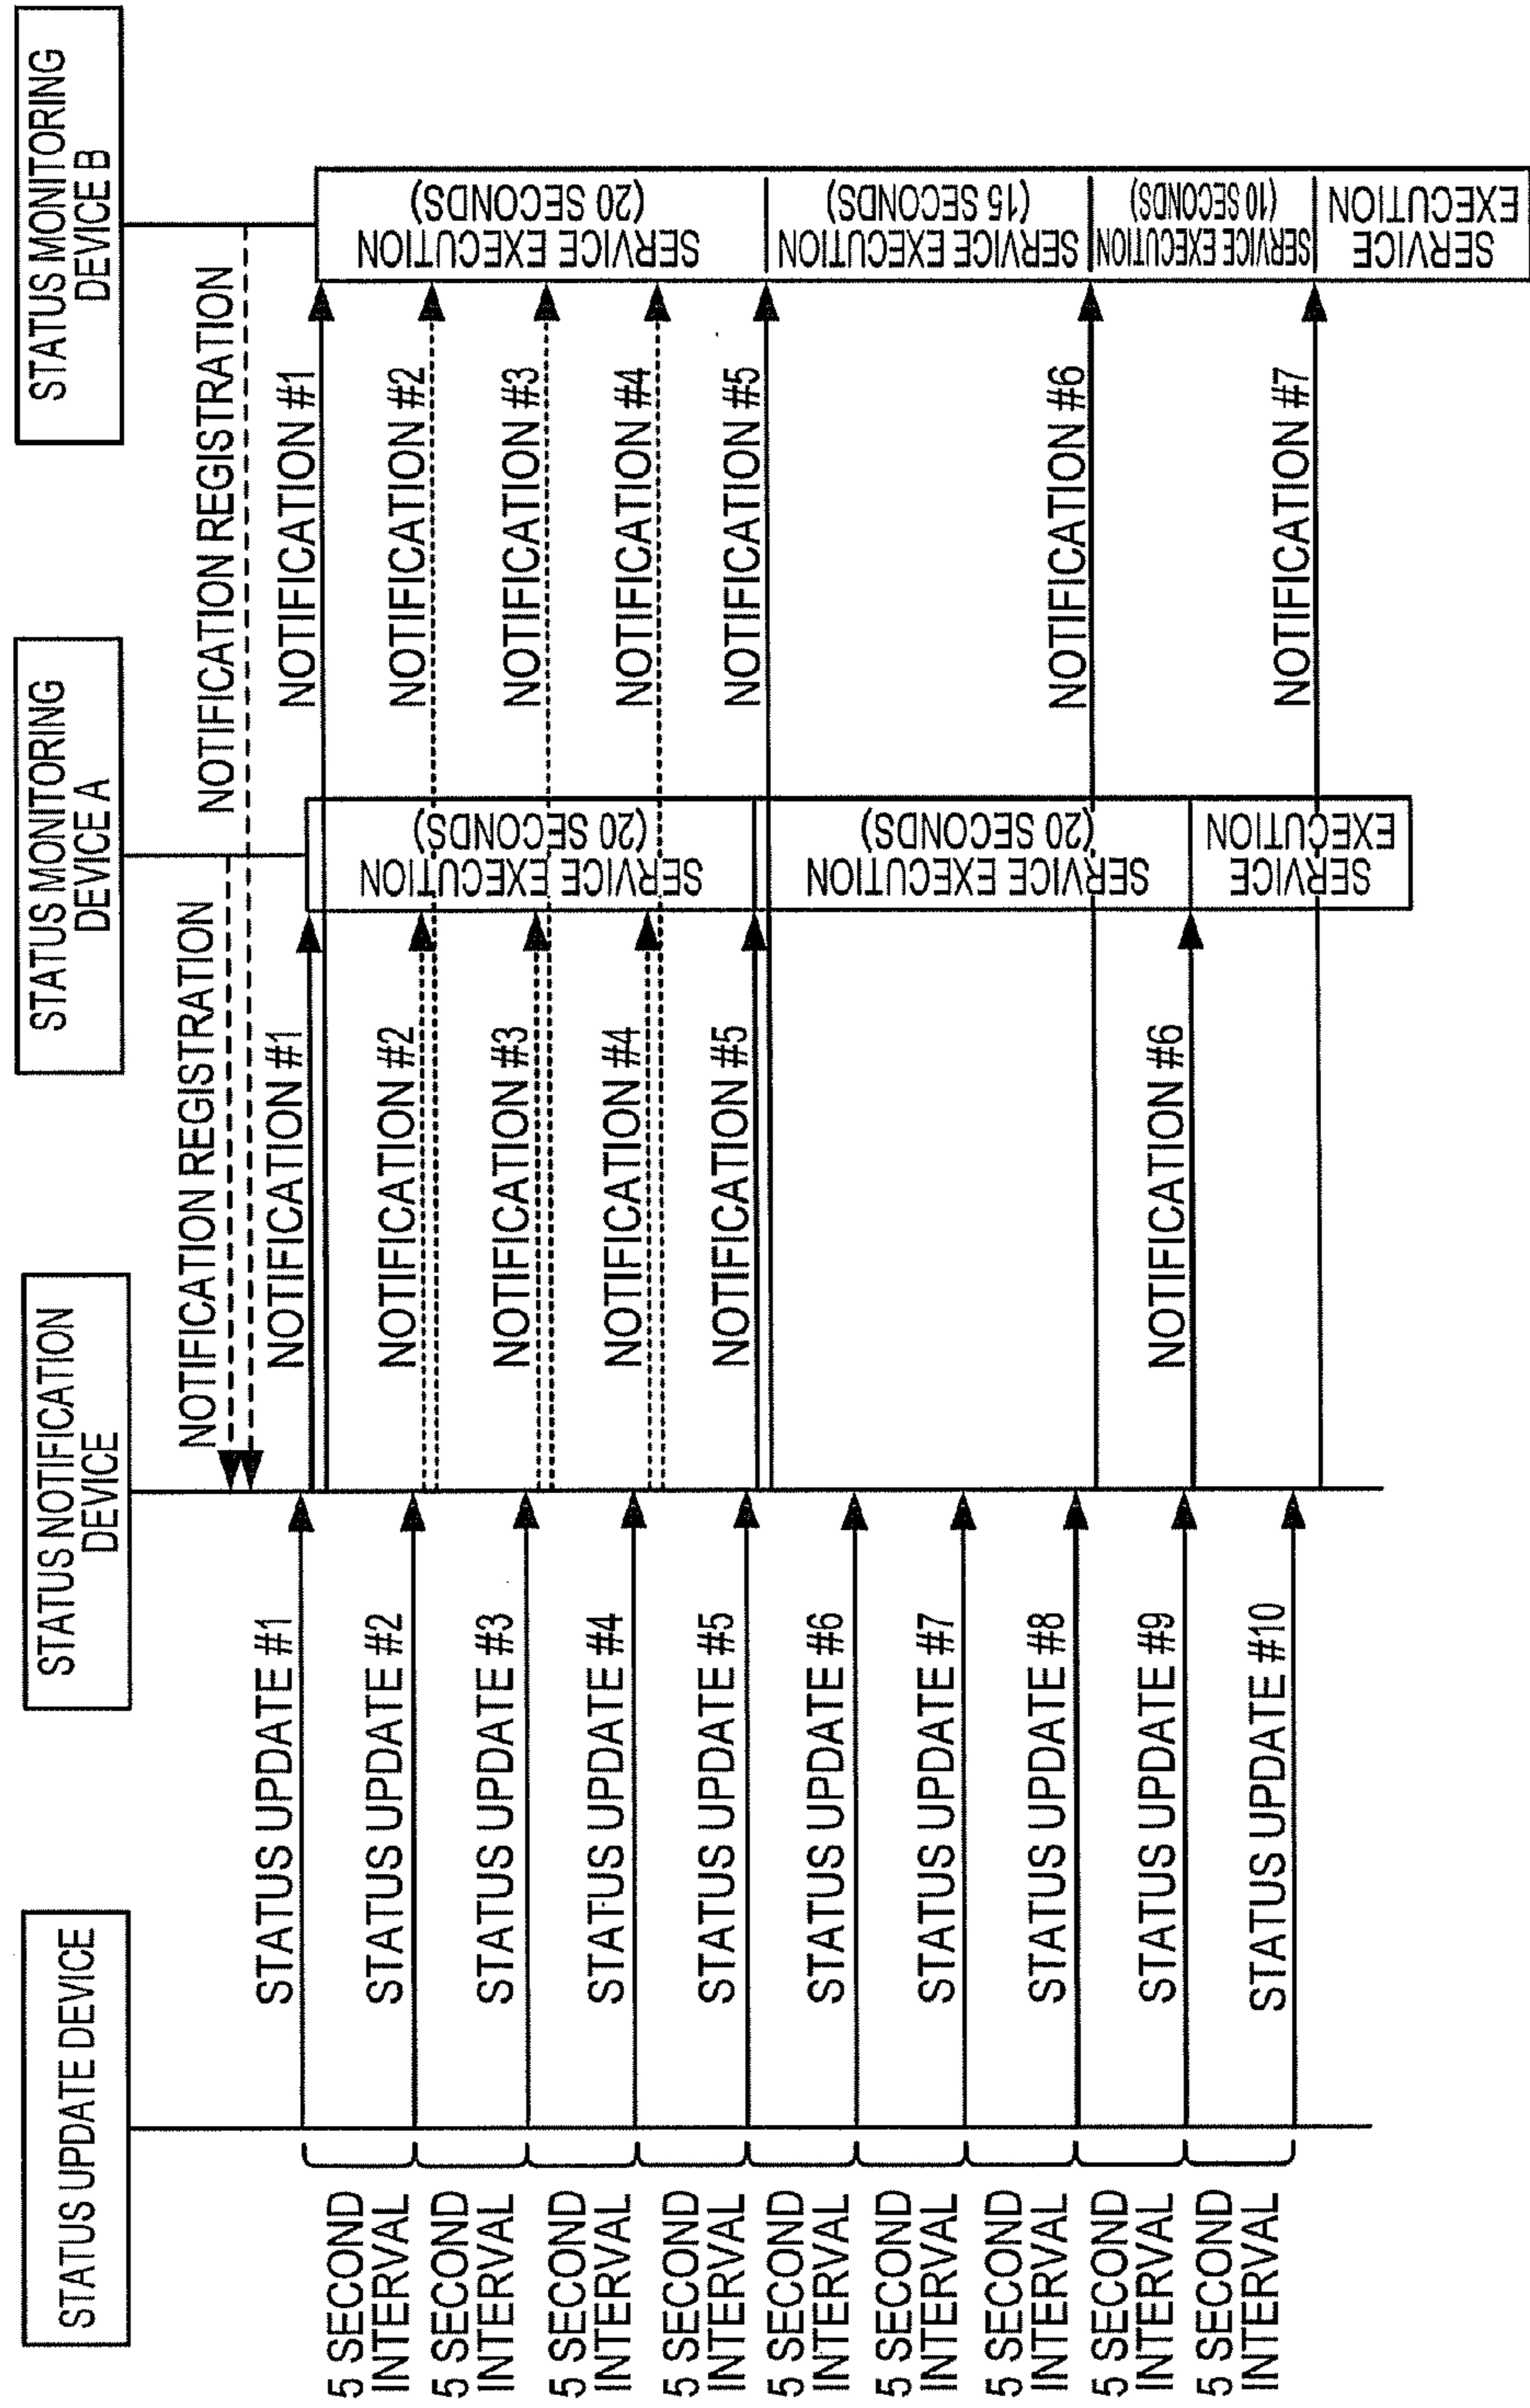 STATUS UPDATE DEVICE
STATUS NOTIFICATION
DEVICE
STATUS MONITORING
DEVICE A
STATUS MONITORING
DEVICE B
NOTIFICATION REGISTRATION
NOTIFICATION REGISTRATION
STATUS UPDATE #1
NOTIFICATION #1
NOTIFICATION #1
5 SECOND
INTERVAL
STATUS UPDATE #2
NOTIFICATION #2
NOTIFICATION #2
5 SECOND
INTERVAL
STATUS UPDATE #3
NOTIFICATION #3
NOTIFICATION #3
5 SECOND
INTERVAL
STATUS UPDATE #4
NOTIFICATION #4
NOTIFICATION #4
5 SECOND
INTERVAL
STATUS UPDATE #5
NOTIFICATION #5
NOTIFICATION #5
5 SECOND
INTERVAL
STATUS UPDATE #6
5 SECOND
INTERVAL
STATUS UPDATE #7
5 SECOND
INTERVAL
STATUS UPDATE #8
NOTIFICATION #6
5 SECOND
INTERVAL
STATUS UPDATE #9
NOTIFICATION #6
5 SECOND
INTERVAL
STATUS UPDATE #10
NOTIFICATION #7
SERVICE EXECUTION
(20 SECONDS)
SERVICE EXECUTION
(20 SECONDS)
SERVICE
EXECUTION
SERVICE EXECUTION
(20 SECONDS)
SERVICE EXECUTION
(15 SECONDS)
SERVICE EXECUTION
(10 SECONDS)
SERVICE
EXECUTION